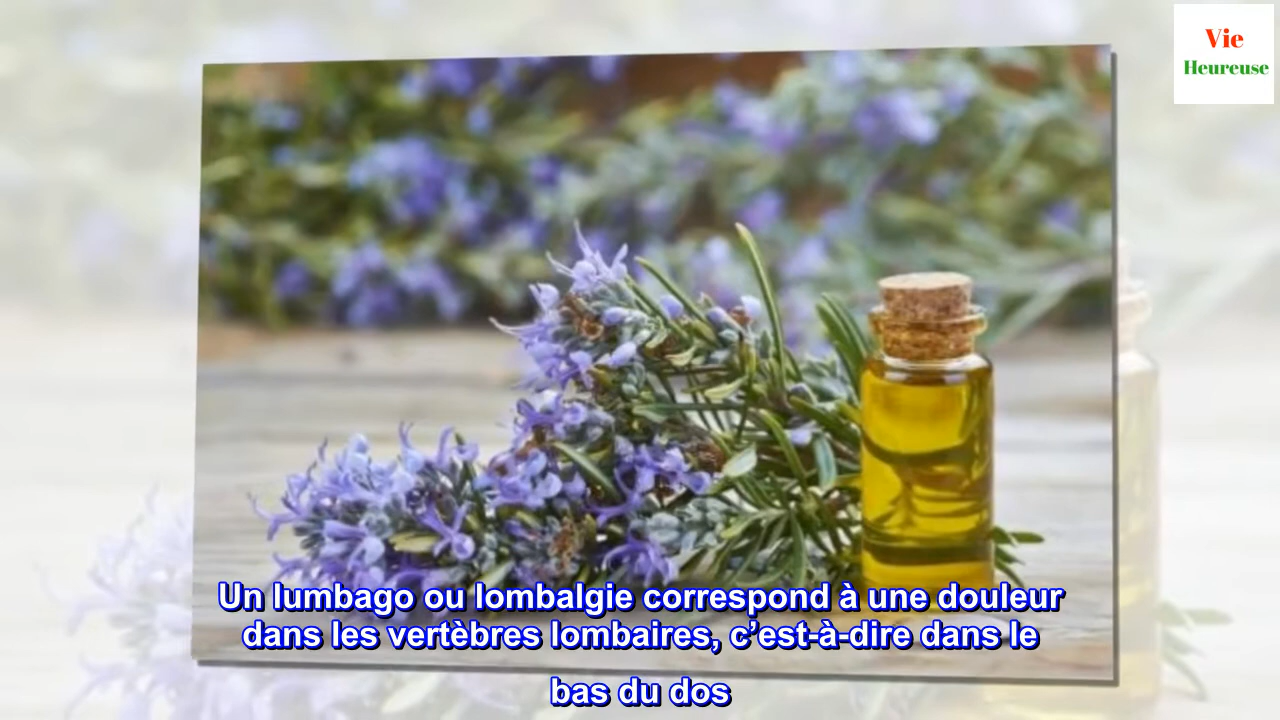 Vie
Heureuse
Un lumbago ou lombalgie correspond à une douleur
dans les vertèbres lombaires, c’est-à-dire dans le
bas du dos